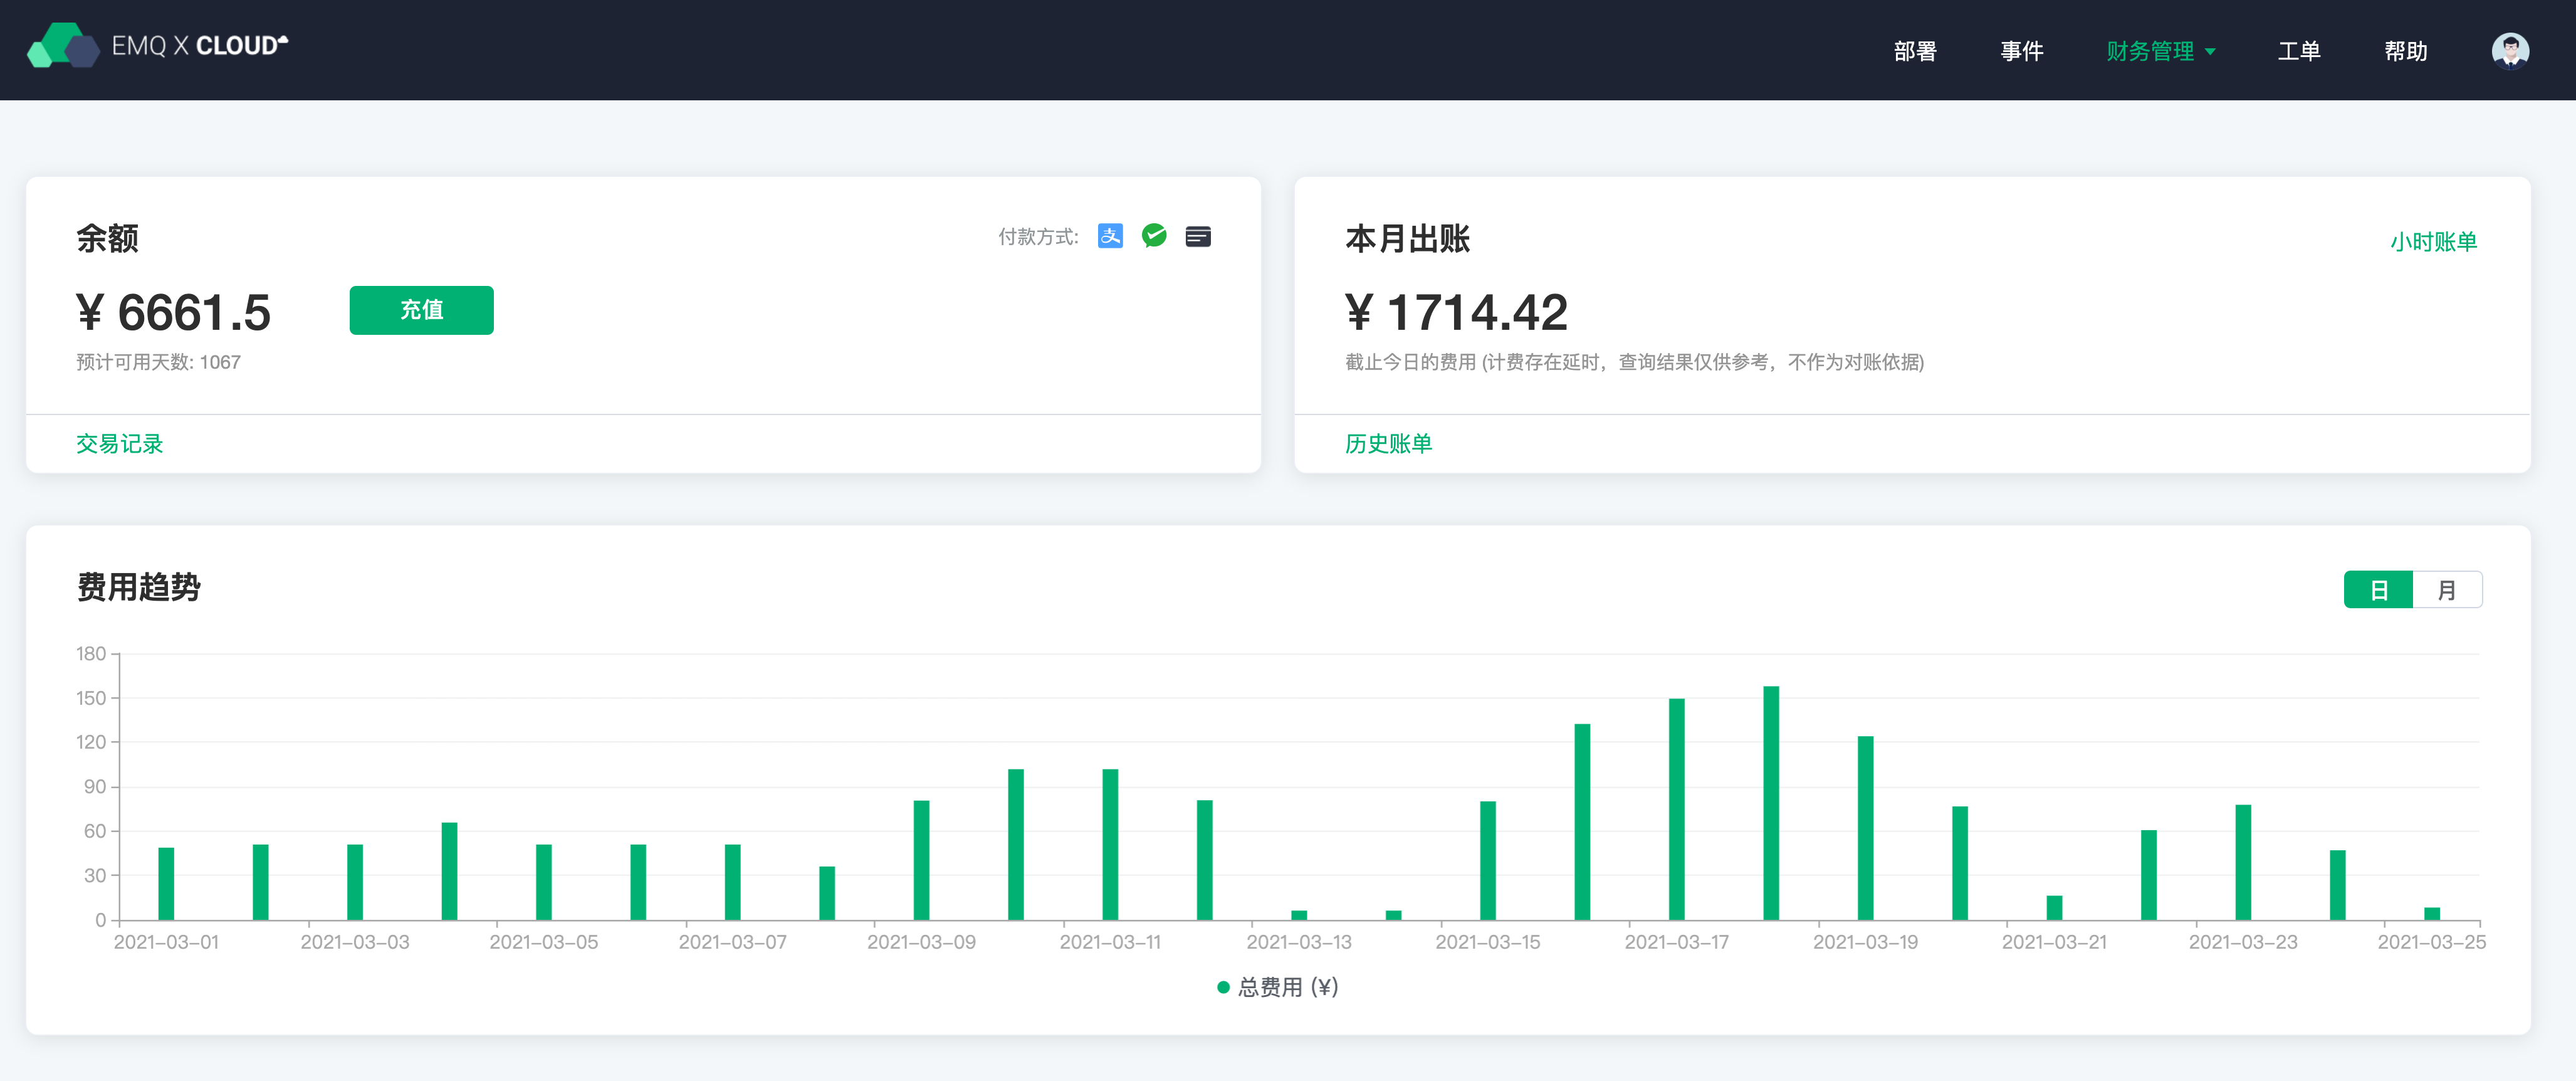 EMQ X CLOUD
部署 事件 财务管理 工单 帮助
余额
付款方式: 支
¥ 6661.5 充值
预计可用天数: 1067
交易记录
本月出账 小时账单
¥ 1714.42
截止今日的费用 (计费存在延时，查询结果仅供参考，不作为对账依据)
历史账单
费用趋势 日 月
180
150
120
90
60
30
0
2021-03-01 2021-03-03 2021-03-05 2021-03-07 2021-03-09 2021-03-11 2021-03-13 2021-03-15 2021-03-17 2021-03-19 2021-03-21 2021-03-23 2021-03-25
总费用 (¥)